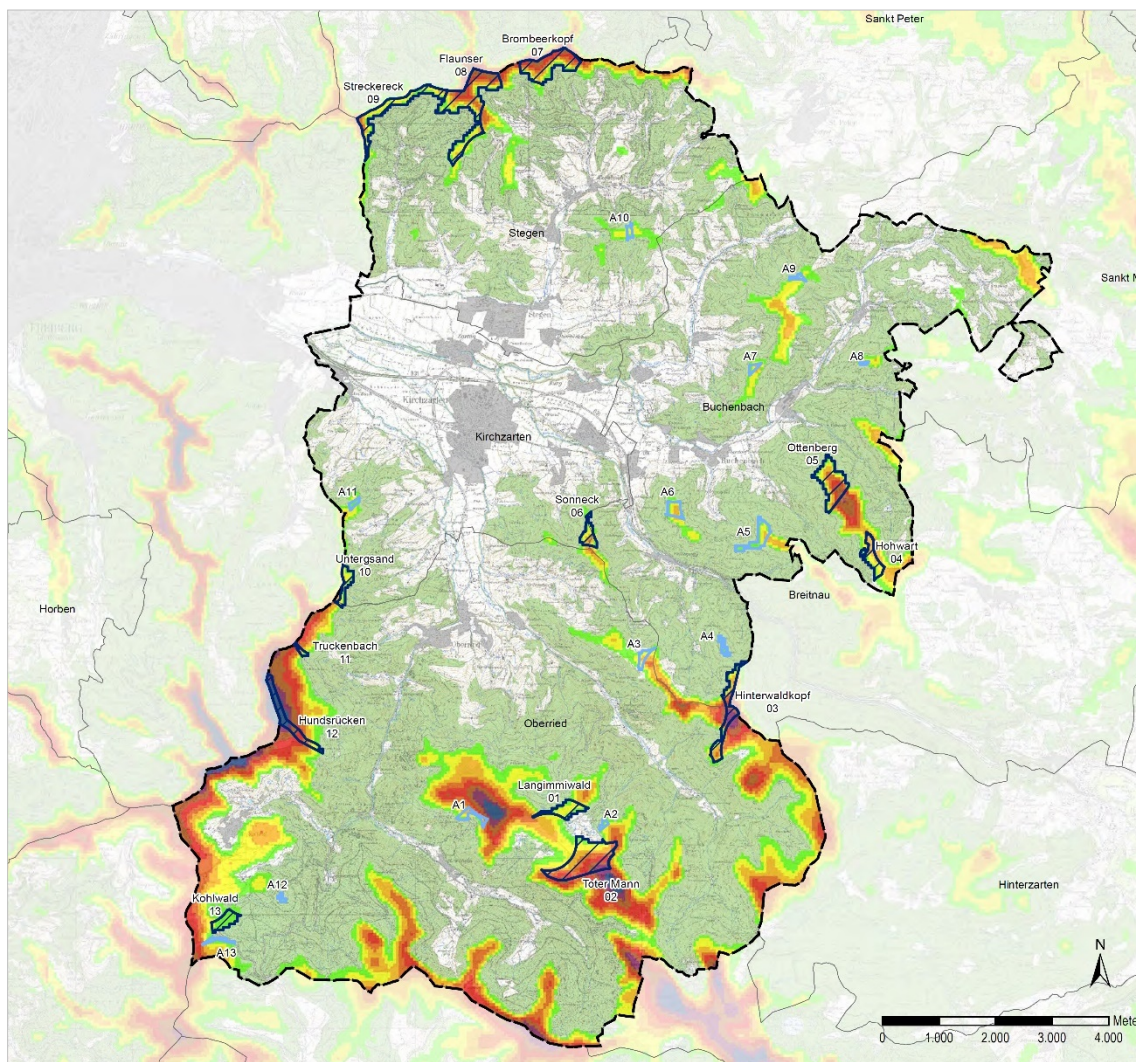 Sankt Peter
Brombeerkopf
07
Flaunser
08
Streckereck
09
A10
Stegen
A9
Sankt M
A7
A8
Buchenbach
Kirchzarten
Kirchzarten
Ottenberg
05
A11
Sonneck
06
A6
A5
Hohwart
04
Untergsand
10
Breitnau
Horben
A4
A3
Truckenbach
11
Hinterwaldkopf
03
Hundsrücken
12
Oberried
Langimmiwald
01
A1
A2
Toter Mann
02
A12
Kohlwald
13
Hinterzarten
A13
N
Mete
0 1.000 2.000 3.000 4.000